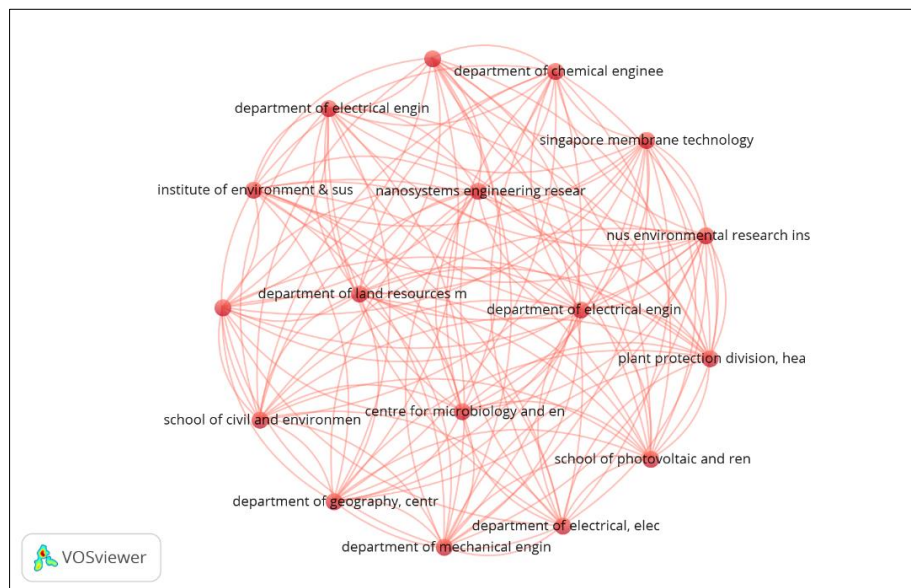 department of chemical enginee
department of electrical engin
singapore membrane technology
institute of environment & sus
nanosystems engineering resear
nus environmental research ins
department of land resources m
department of electrical engin
plant protection division, hea
school of civil and environmen
centre for microbiology and en
school of photovoltaic and ren
department of geography, centr
department of electrical, elec
department of mechanical engin
VOSviewer